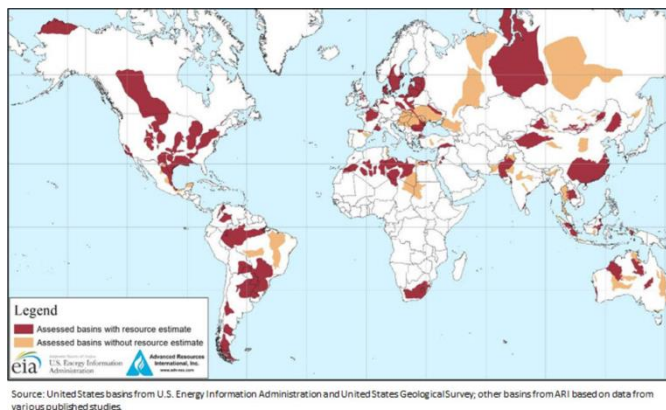 Legend
Assessed basins with resource estimate
Assessed basins without resource estimate
eia
U.S. Energy Information
Administration
Advanced Resources
International, Inc.
Source: United States basins from U.S. Energy Information Administration and United States Geological Survey; other basins from ARI based on data from
various published studies.